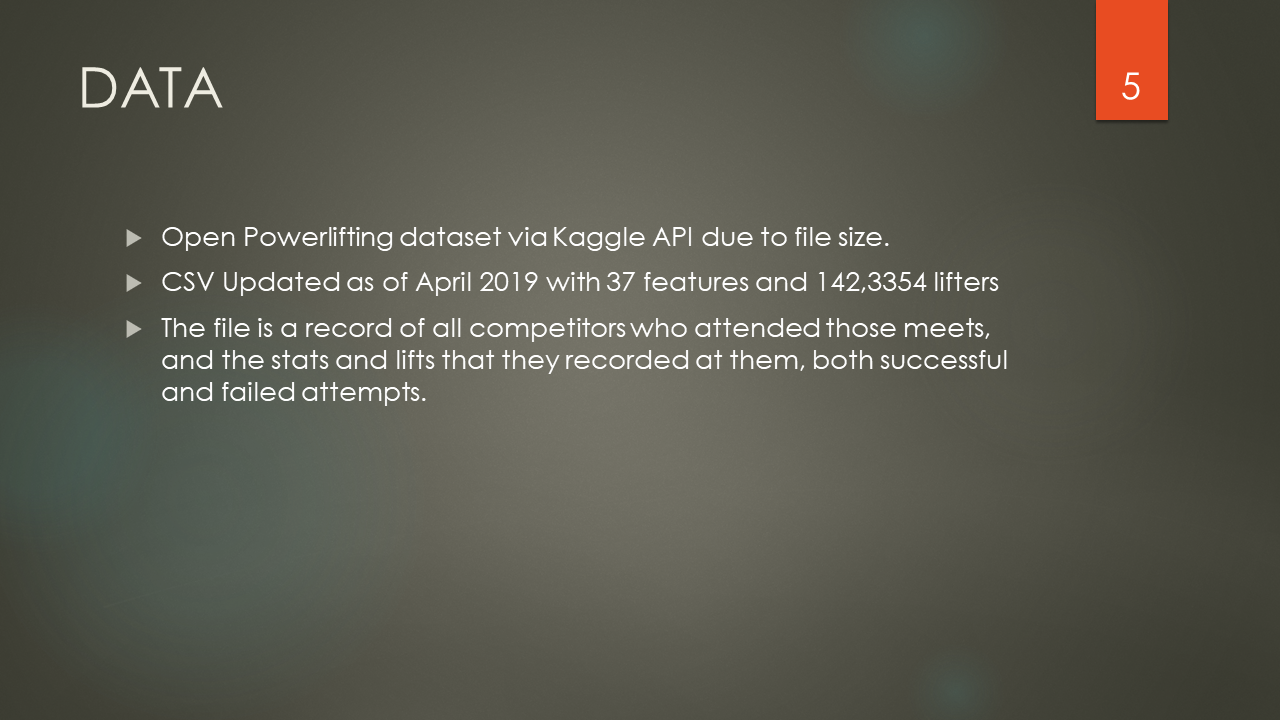 DATA
5
Open Powerlifting dataset via Kaggle API due to file size.
CSV Updated as of April 2019 with 37 features and 142,3354 lifters
The file is a record of all competitors who attended those meets,
and the stats and lifts that they recorded at them, both successful
and failed attempts.